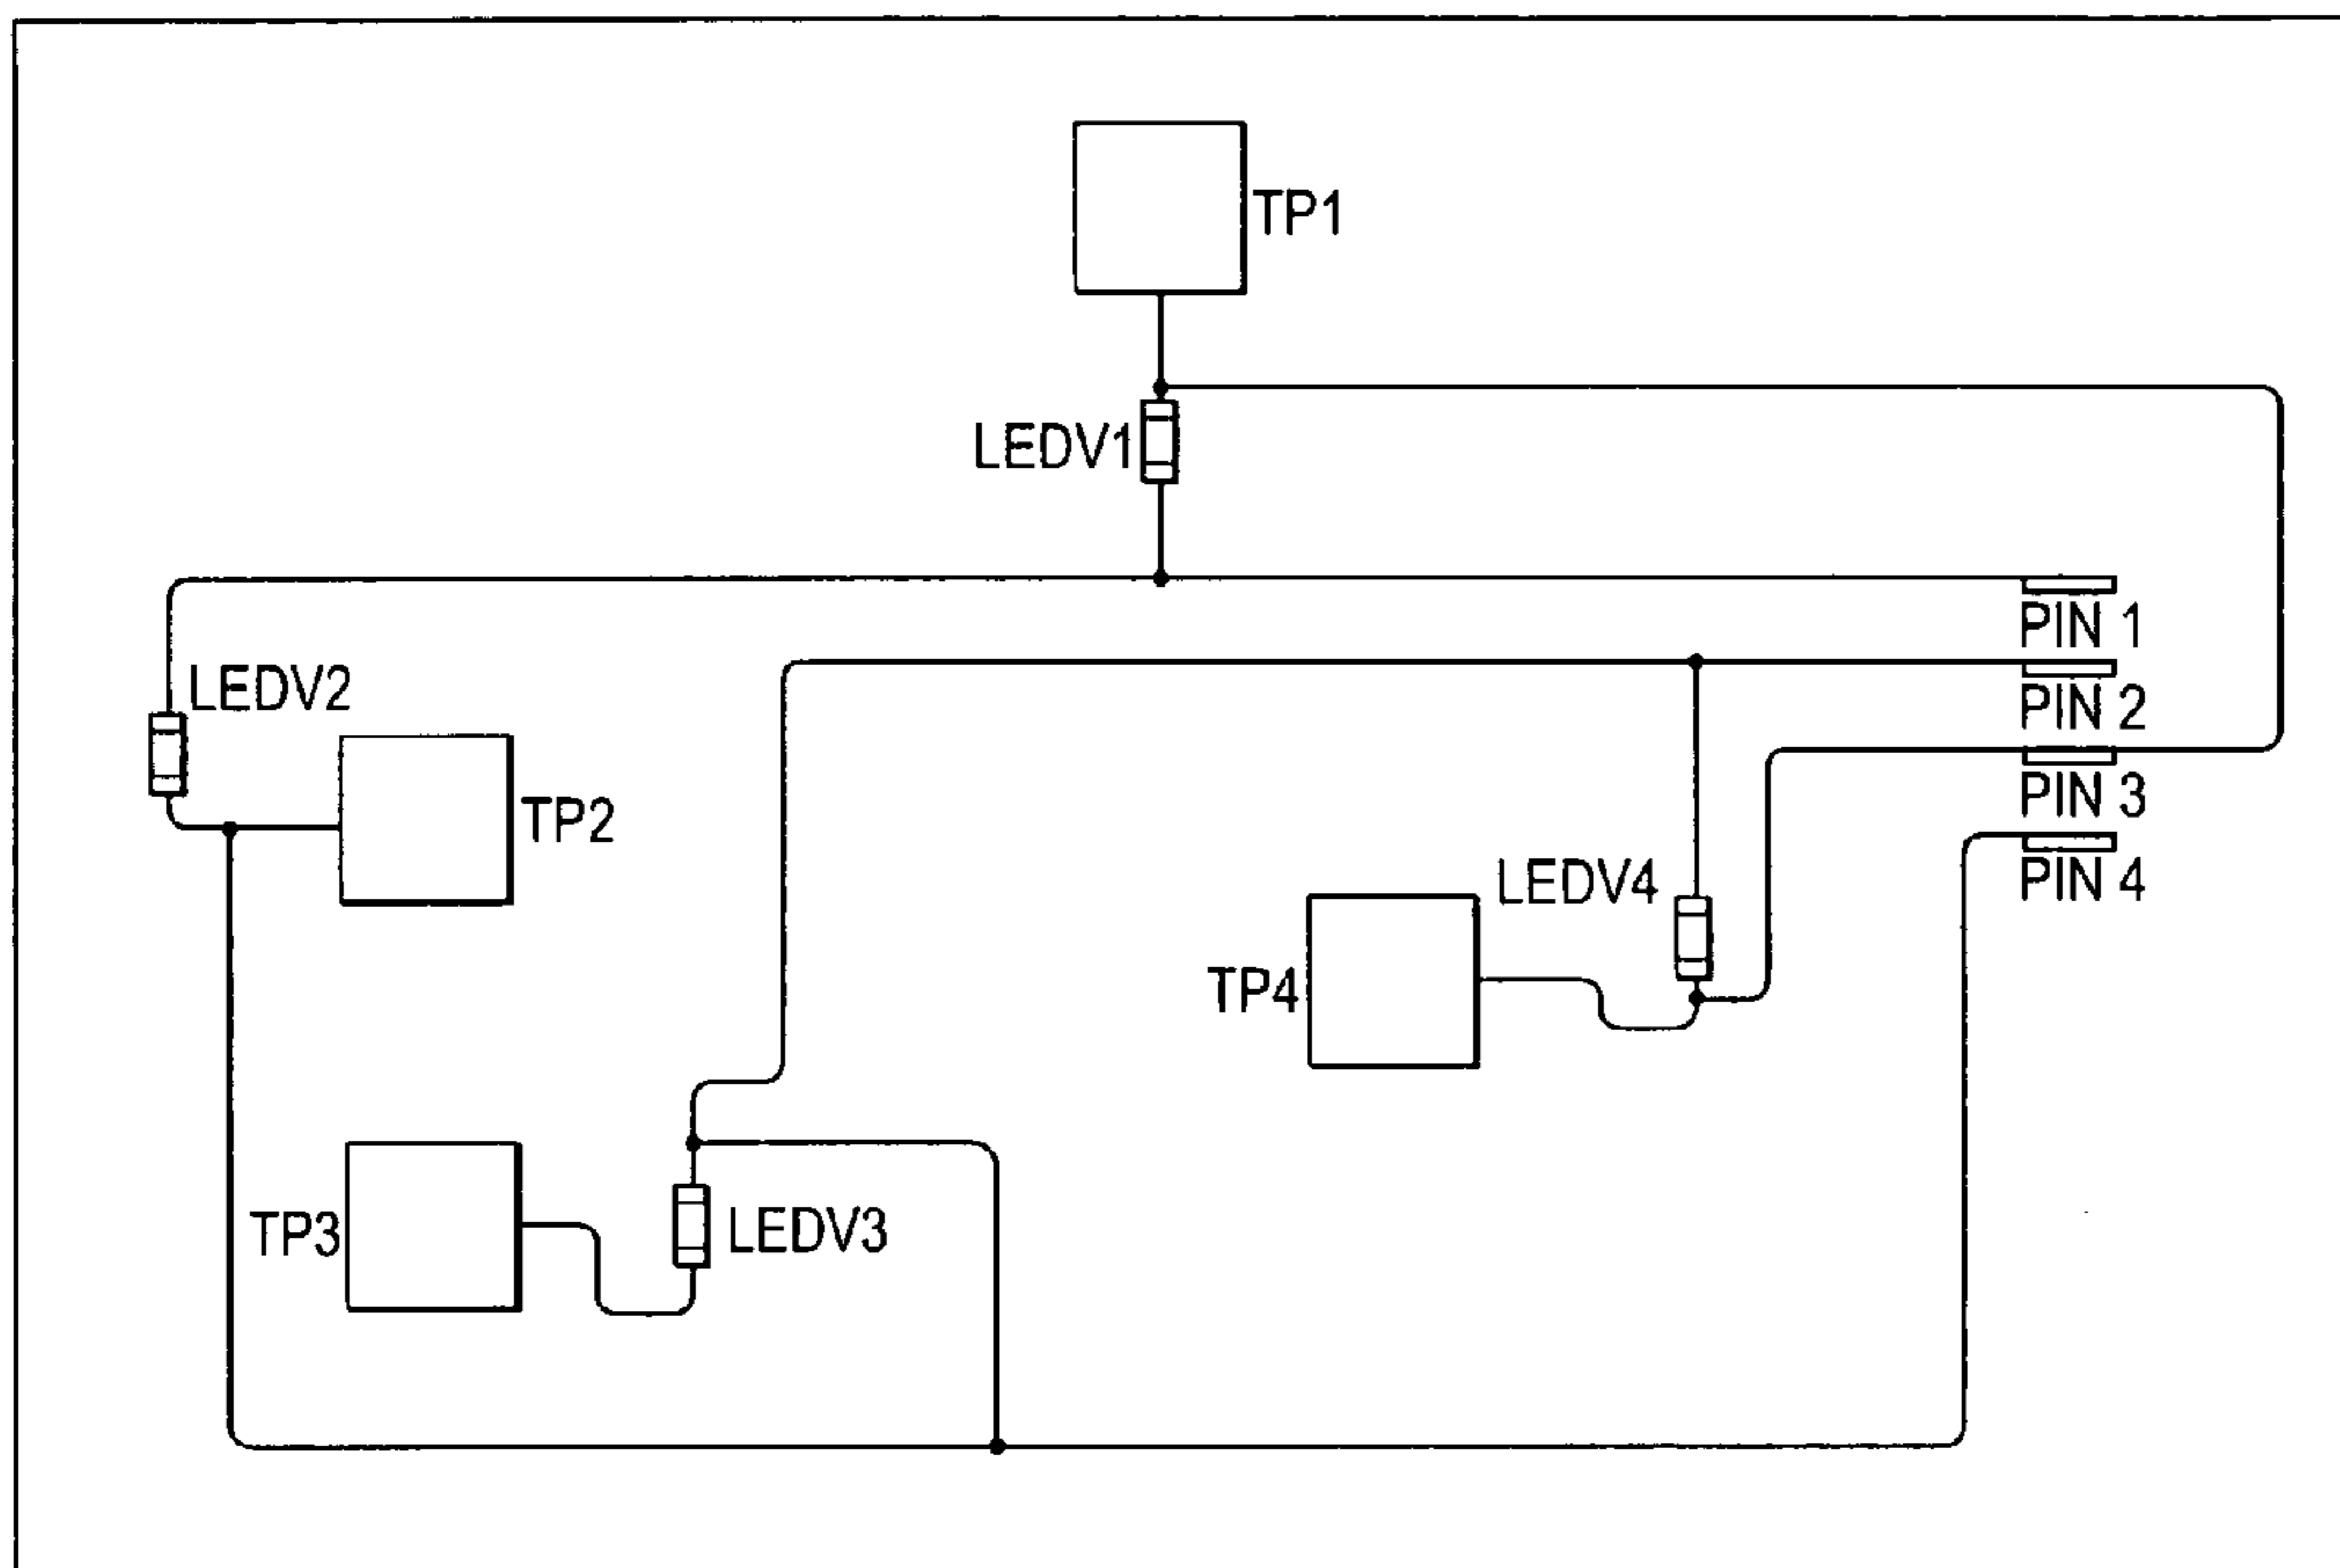 TP1
LEDV1
PIN 1
LEDV2
PIN 2
TP2
PIN 3
LEDV4
PIN 4
TP4
TP3
LEDV3